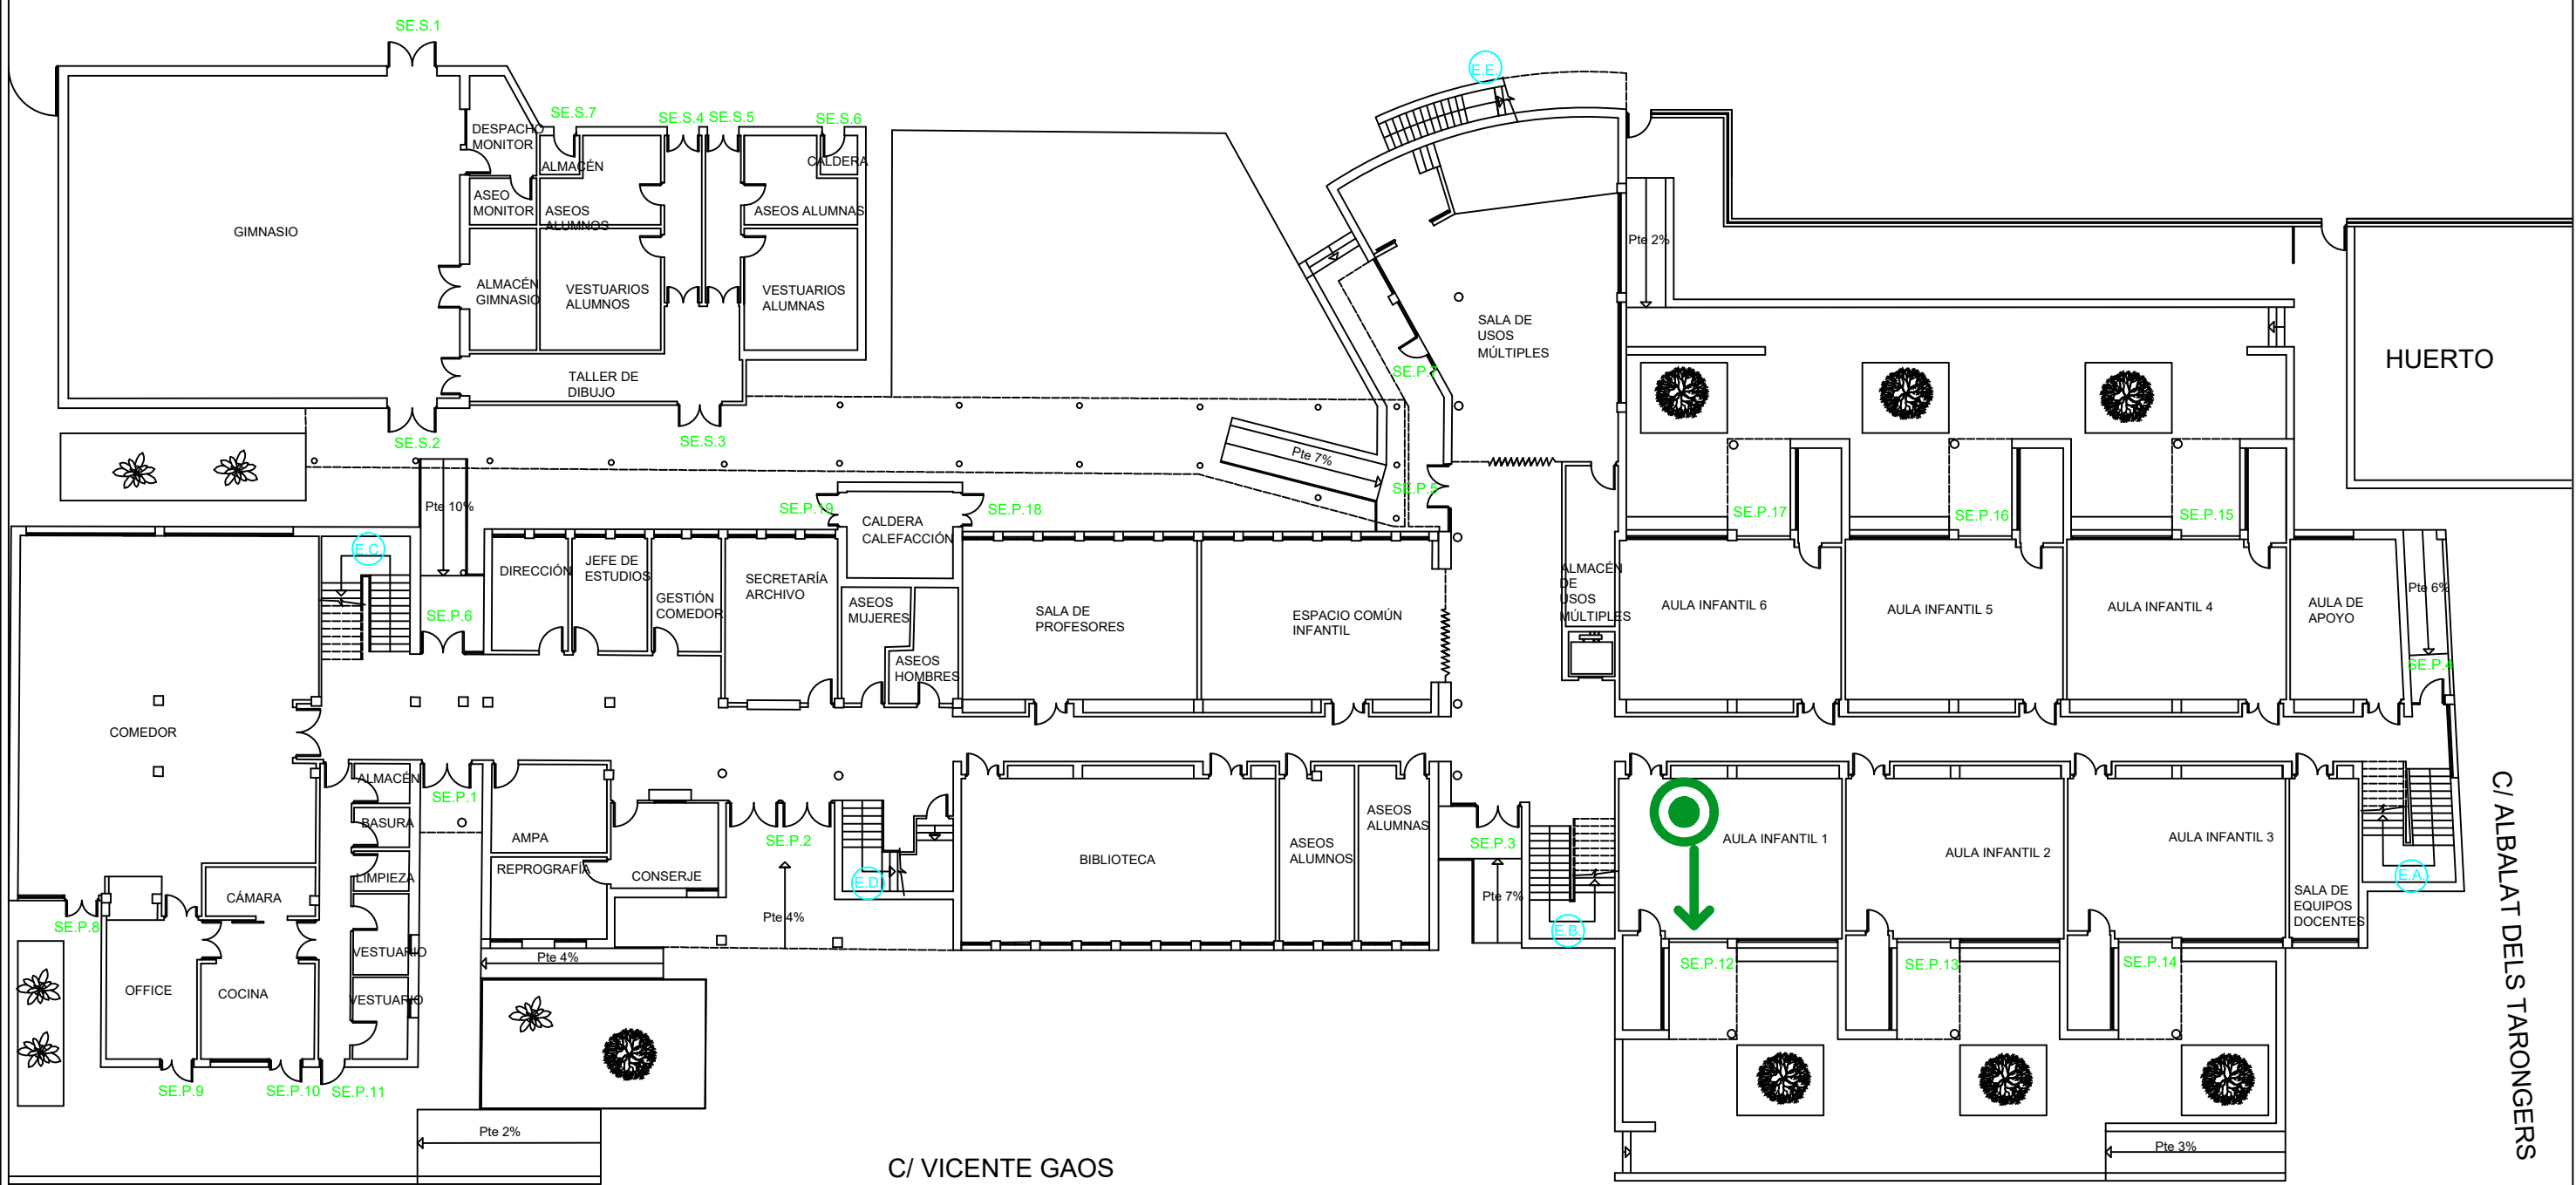 SE.S.1
E.E.
SE.S.7
SE.S.4
SE.S.5
SE.S.6
DESPACHO
MONITOR
ALMACÉN
CALDERA
ASEO
MONITOR
ASEOS
ALUMNOS
ASEOS ALUMNAS
GIMNASIO
Pte 2%
ALMACÉN
GIMNASIO
VESTUARIOS
ALUMNOS
VESTUARIOS
ALUMNAS
SALA DE
USOS
MÚLTIPLES
HUERTO
TALLER DE
DIBUJO
SE.P.7
SE.S.2
SE.S.3
Pte 7%
SE.P.5
Pte 10%
SE.P.19
SE.P.18
SE.P.17
SE.P.16
SE.P.15
CALDERA
CALEFACCIÓN
E.C.
DIRECCIÓN
JEFE DE
ESTUDIOS
GESTIÓN
COMEDOR
SECRETARÍA
ARCHIVO
ASEOS
MUJERES
ASEOS
HOMBRES
SALA DE
PROFESORES
ESPACIO COMÚN
INFANTIL
ALMACÉN
DE
USOS
MÚLTIPLES
AULA INFANTIL 6
AULA INFANTIL 5
AULA INFANTIL 4
AULA DE
APOYO
Pte 6%
SE.P.6
SE.P.4
COMEDOR
ALMACÉN
SE.P.1
BASURA
AMPA
SE.P.2
LIMPIEZA
REPROGRAFÍA
CONSERJE
E.D.
BIBLIOTECA
ASEOS
ALUMNOS
ASEOS
ALUMNAS
SE.P.3
Pte 7%
E.B.
AULA INFANTIL 1
AULA INFANTIL 2
AULA INFANTIL 3
SALA DE
EQUIPOS
DOCENTES
E.A.
C/ ALBALAT DELS TARONGERS
CÁMARA
SE.P.8
Pte 4%
VESTUARIO
Pte 4%
OFFICE
COCINA
VESTUARIO
SE.P.12
SE.P.13
SE.P.14
SE.P.9
SE.P.10
SE.P.11
Pte 2%
C/ VICENTE GAOS
Pte 3%